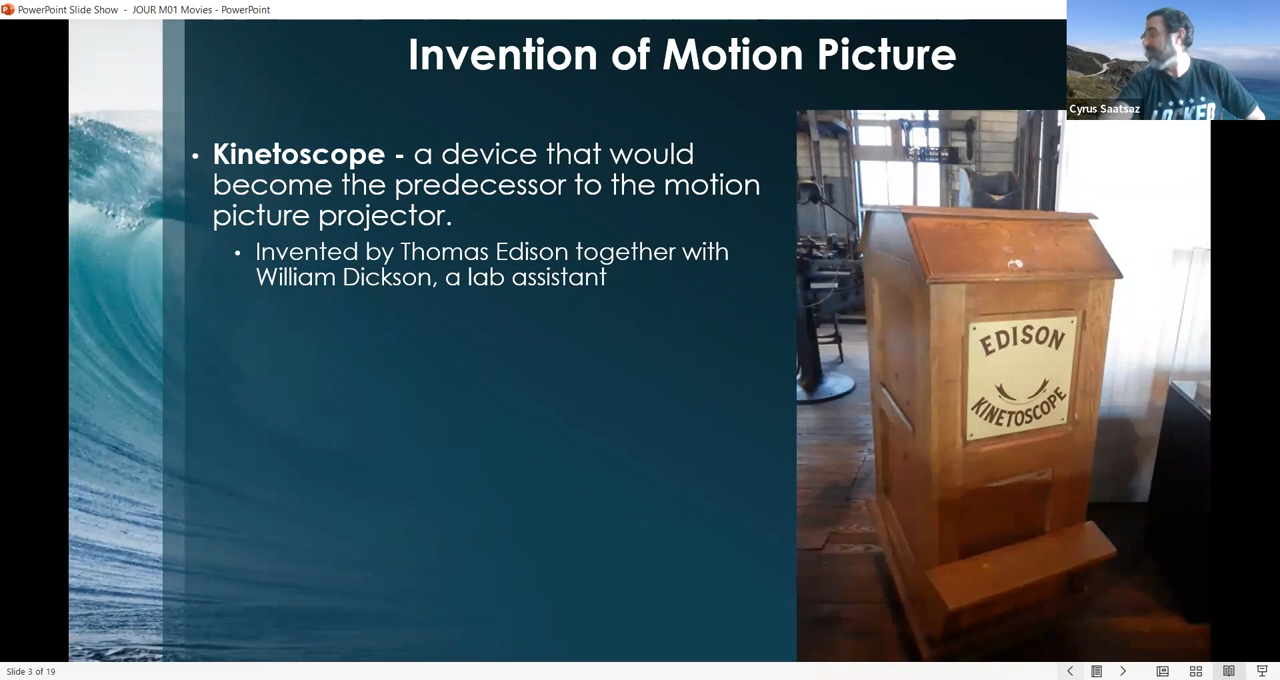 PowerPoint Slide Show - JOUR M01 Movies - PowerPoint
Invention of Motion Picture
Cyrus Saatsaz
LOCKED
• Kinetoscope - a device that would
become the predecessor to the motion
picture projector.
• Invented by Thomas Edison together with
William Dickson, a lab assistant
EDISON
KINETOSCOPE
Slide 3 of 19